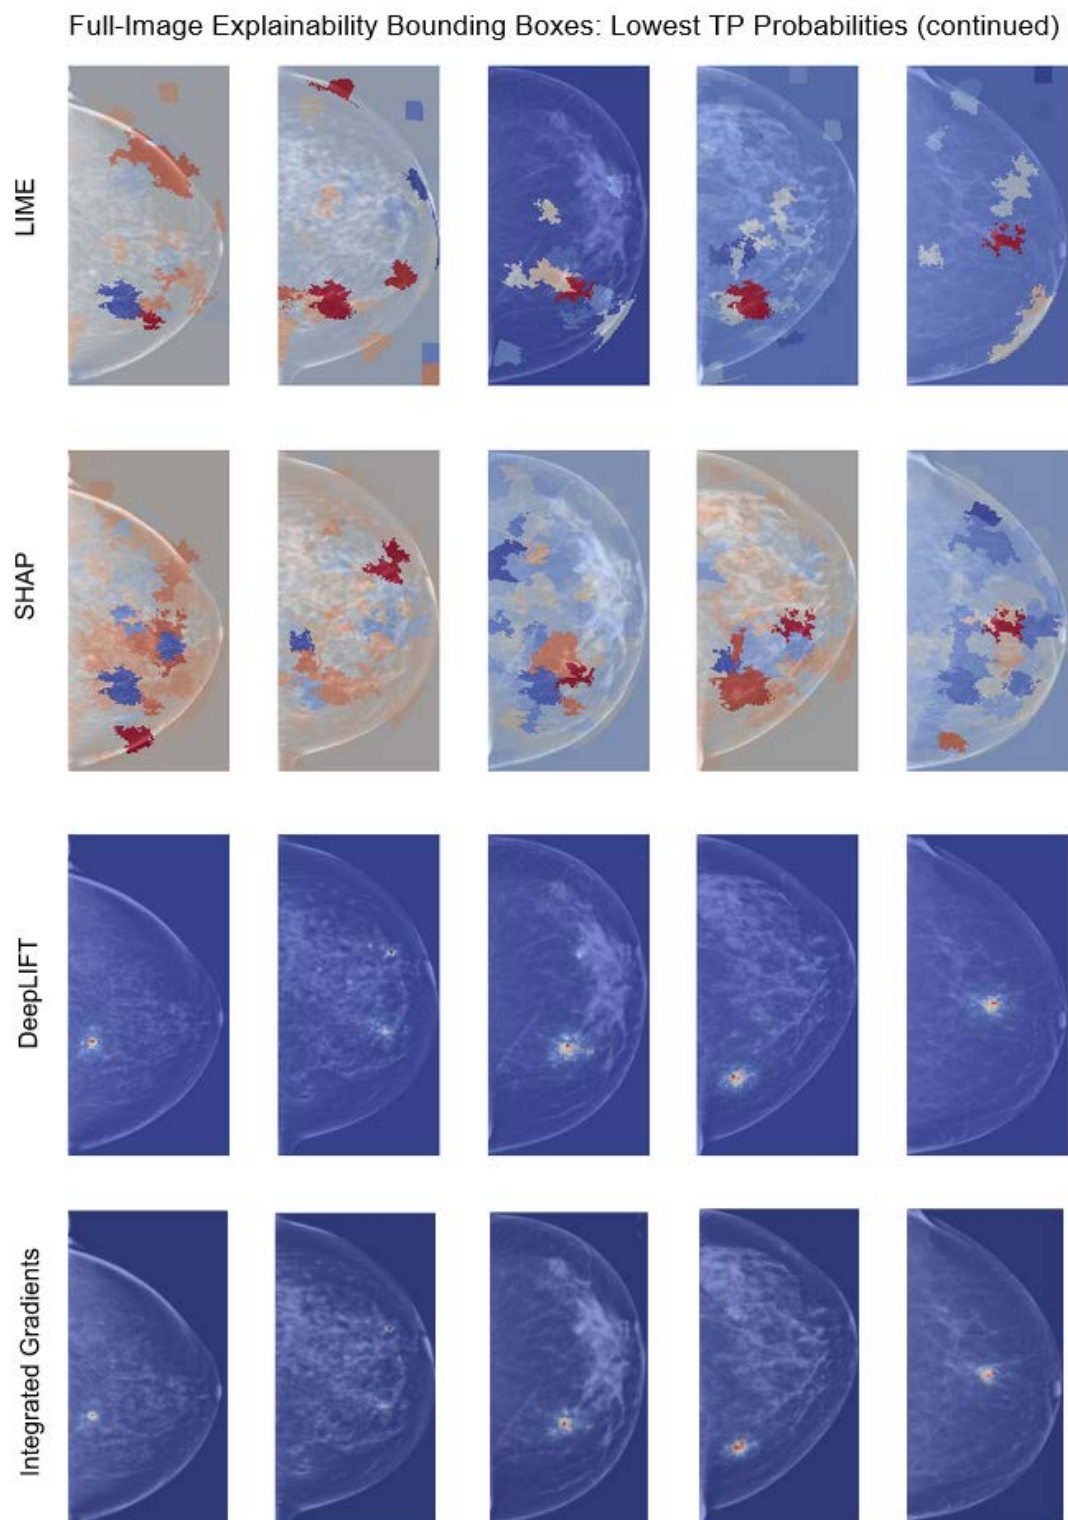 Full-Image Explainability Bounding Boxes: Lowest TP Probabilities (continued)
LIME
SHAP
DeepLIFT
Integrated Gradients